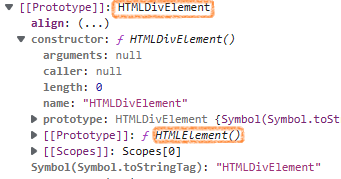 ▼ [[Prototype]]: HTMLDivElement
align: (...)
▼ constructor: ƒ HTMLDivElement()
arguments: null
caller: null
length: 0
name: "HTMLDivElement"
▶ prototype: HTMLDivElement {Symbol(Symbol.toSt
▶ [[Prototype]]: ƒ HTMLElement()
▶ [[Scopes]]: Scopes[0]
Symbol(Symbol.toStringTag): "HTMLDivElement"